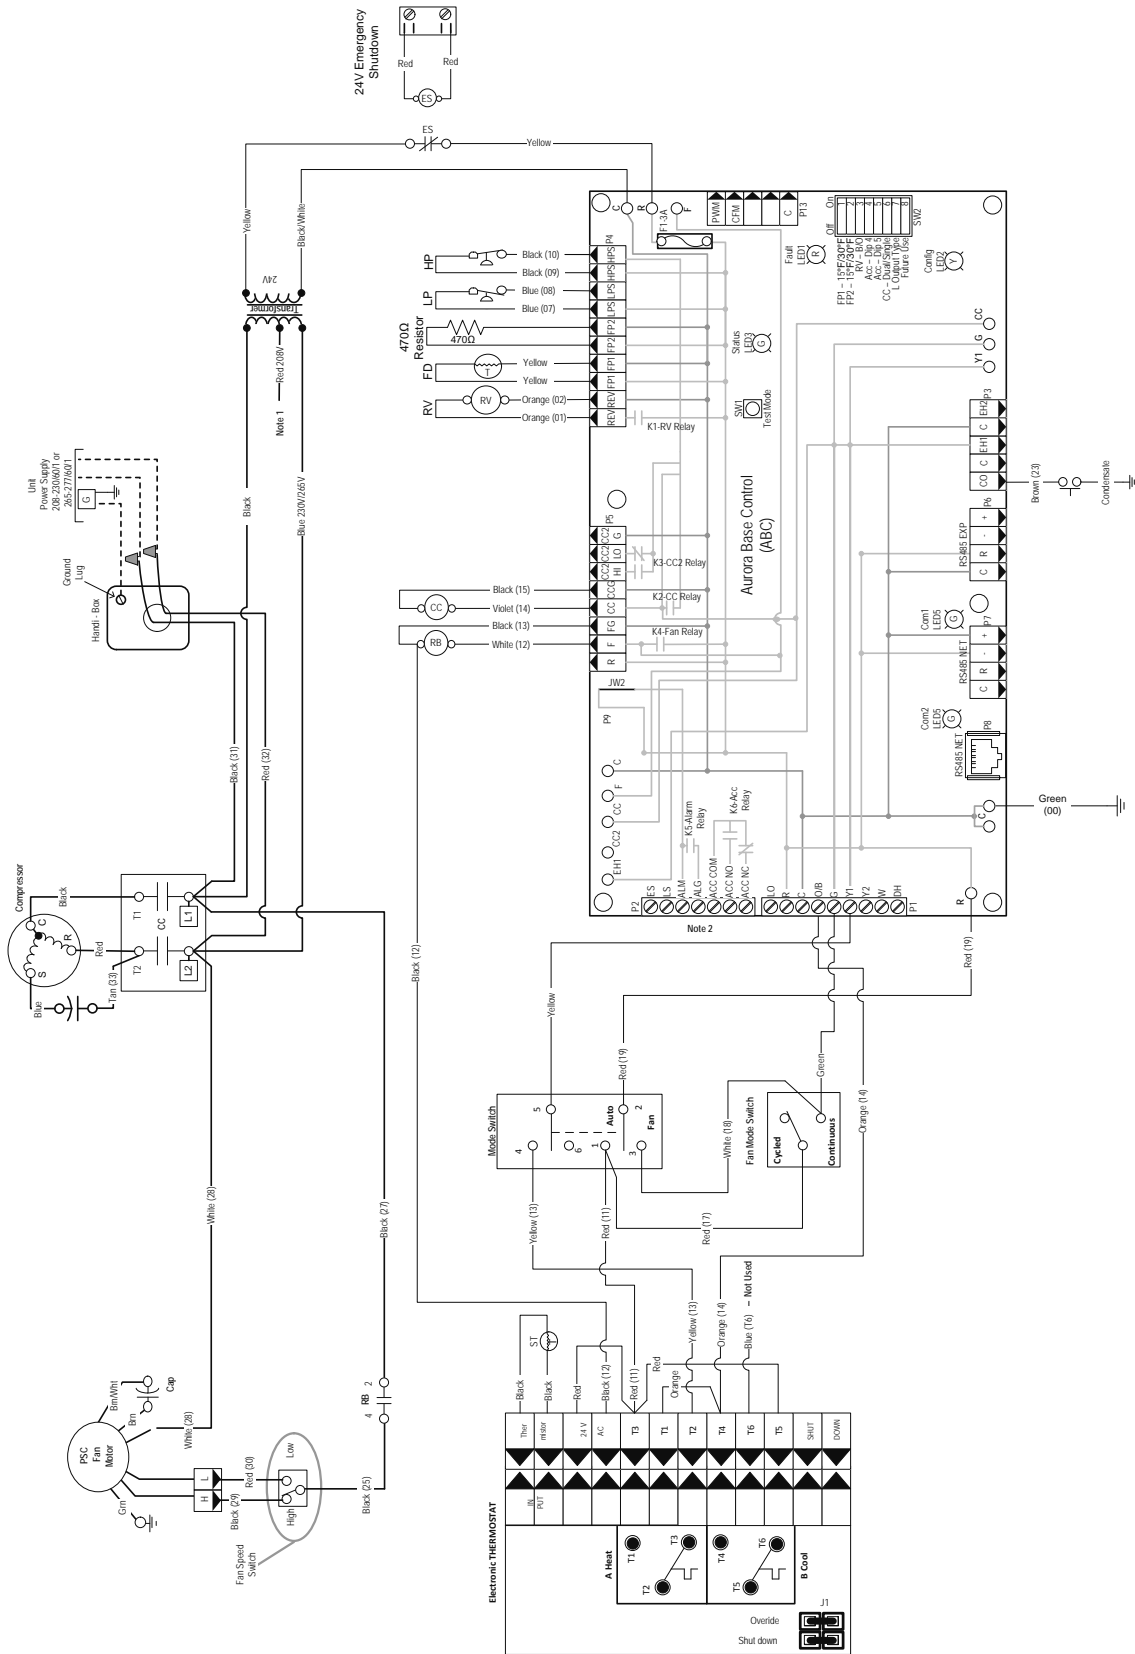 24V Emergency
Shutdown
Red
Red
ES
ES
Yellow
Yellow
Black/White
24V
Transformer
Red 208V
Note 1
Black
Blue 230V/265V
Unit
Power Supply
208-230/60/1 or
265-277/60/1
G
Ground
Lug
Handi - Box
Black (31)
Red (32)
Compressor
Black
C
S
R
Red
Blue
Tan (33)
T1
CC
T2
L1
L2
White (28)
Black (27)
PSC
Fan
Motor
Brn/Wht
Cap
Brn
White (28)
Grn
H
L
Red (30)
Black (29)
Low
High
Fan Speed
Switch
4
RB
2
Black (25)
HP
Black (10)
Black (09)
LP
Blue (08)
Blue (07)
470Ω
Resistor
470Ω
FD
T
Yellow
Yellow
RV
RV
Orange (02)
Orange (01)
Black (15)
CC
Violet (14)
Black (13)
RB
White (12)
Black (12)
C
R
F
F1-3A
P4
HPS
HPS
LPS
LPS
FP2
FP2
FP1
FP1
REV
REV
K1-RV Relay
P5
CC2
G
CC2
LO
CC2
HI
CCG
CC
FG
F
R
K3-CC2 Relay
K2-CC Relay
K4-Fan Relay
JW2
P9
PWM
CFM
C
P13
Fault
LED1
R
Off
On
1
2
3
4
5
6
7
8
SW2
FP1 – 15°F/30°F
FP2 – 15°F/30°F
RV – B/O
Acc – Dip 4
Acc – Dip 5
CC – Dual/Single
L Output Type
Future Use
Config
LED2
Y
Status
LED3
G
SW1
Test Mode
Aurora Base Control
(ABC)
CC
G
Y1
P3
EH2
C
EH1
C
CO
Brown (23)
Condensate
P6
RS485 EXP
+
-
R
C
Com1
LED5
G
P7
RS485 NET
+
-
R
C
Com2
LED5
G
P8
RS485 NET
C
Green
(00)
C
F
CC
CC2
EH1
K5-Alarm
Relay
K6-Acc
Relay
P2
ES
LS
ALM
ALG
ACC COM
ACC NO
ACC NC
LO
R
C
O/B
G
Y1
Y2
W
DH
P1
R
Note 2
Red (19)
Yellow
Red (19)
Green
Orange (14)
Mode Switch
5
4
6
Auto
1
2
3
Fan
White (18)
Fan Mode Switch
Cycled
Continuous
Yellow (13)
Red (11)
Red (17)
ST
Black
Black
Red
Black (12)
Red (11)
Orange
Red
Yellow (13)
Orange (14)
Blue (T6) – Not Used
Ther
mistor
24 V
AC
T3
T1
T2
T4
T6
T5
SHUT
DOWN
IN
PUT
Electronic THERMOSTAT
A Heat
T1
T2
T3
T4
T5
T6
B Cool
J1
Overide
Shut down